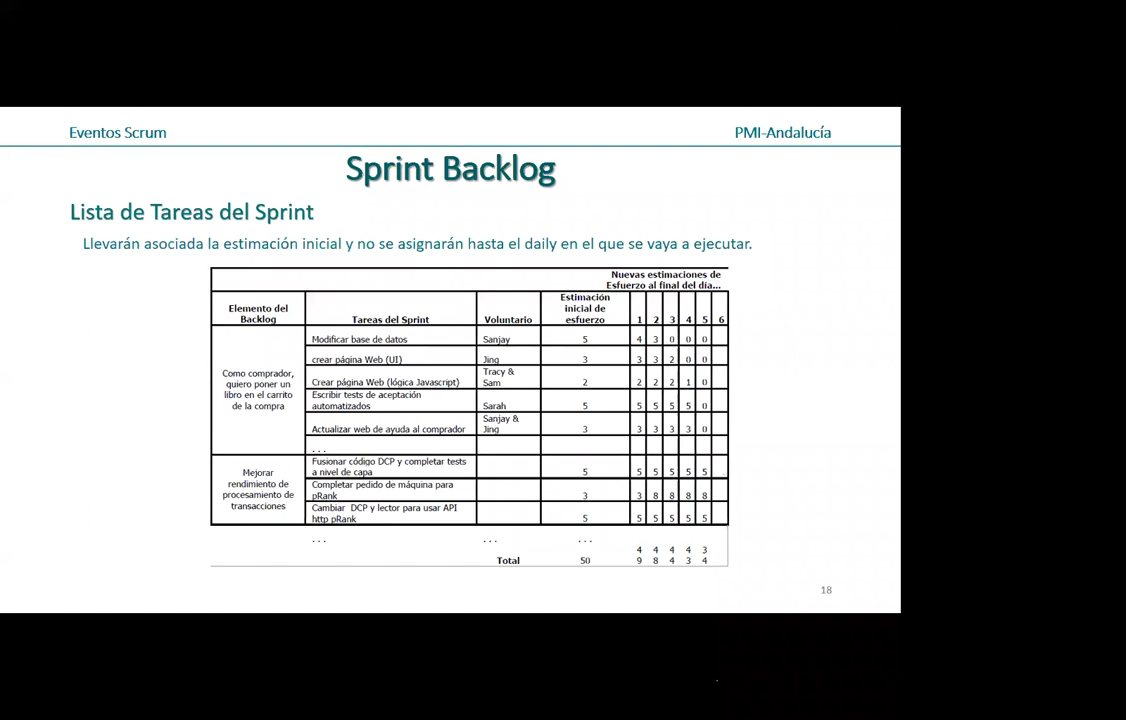 Eventos Scrum
PMI-Andalucía
Sprint Backlog
Lista de Tareas del Sprint
Llevarán asociada la estimación inicial y no se asignarán hasta el daily en el que se vaya a ejecutar.
Nuevas estimaciones de
Esfuerzo al final del día...
Elemento del
Backlog
Tareas del Sprint
Voluntario
Estimación
inicial de
esfuerzo
1 2 3 4 5 6
Como comprador,
quiero poner un
libro en el carrito
de la compra
Modificar base de datos Sanjay 5 4 3 0 0 0
crear página Web (UI) Jing 3 3 3 2 0 0
Tracy &
Crear página Web (lógica Javascript) Sam 2 2 2 2 1 0
Escribir tests de aceptación
automatizados Sarah 5 5 5 5 5 0
Sanjay &
Actualizar web de ayuda al comprador Jing 3 3 3 3 3 0
. . .
Mejorar
rendimiento de
procesamiento de
transacciones
Fusionar código DCP y completar tests
a nivel de capa 5 5 5 5 5 5
Completar pedido de máquina para
pRank 3 3 8 8 8 8
Cambiar DCP y lector para usar API
http pRank 5 5 5 5 5 5
. . . . . . . . .
4 4 4 4 3
Total 50 9 8 4 3 4
18